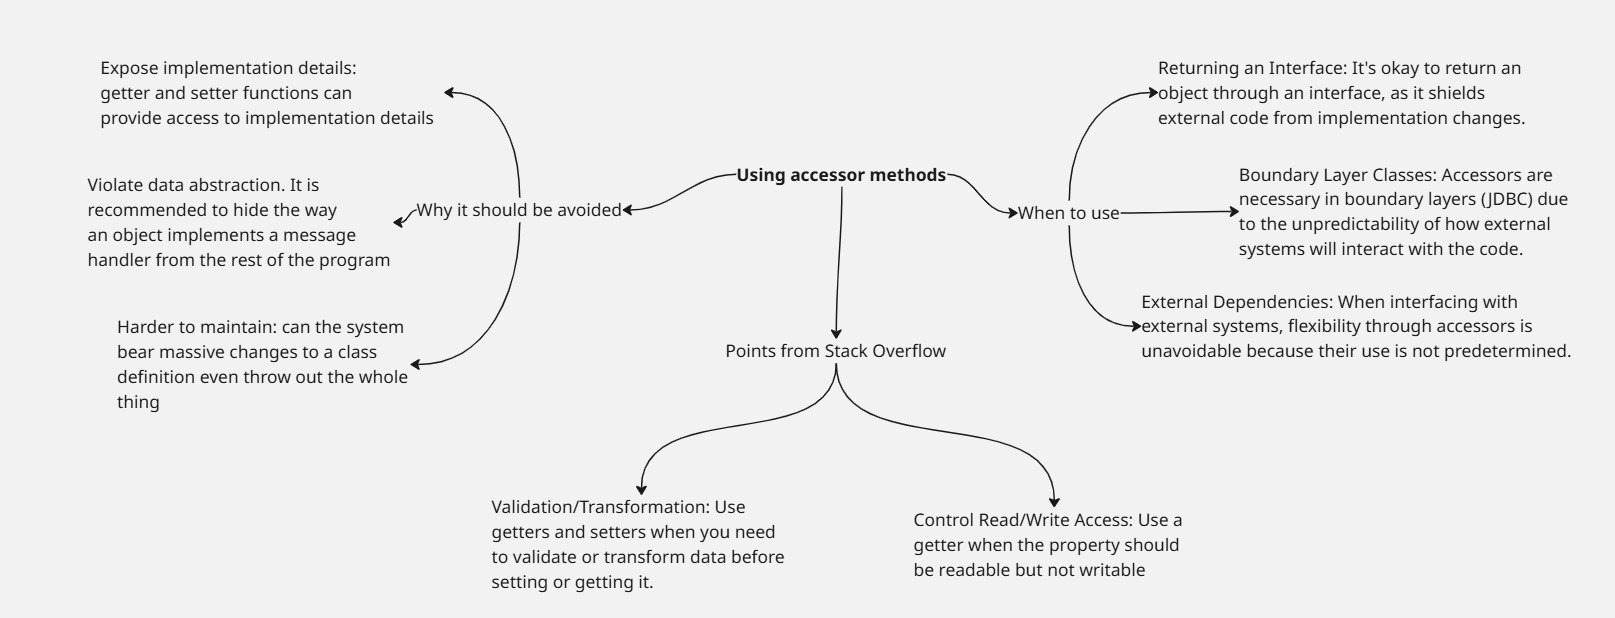 Using accessor methods
Why it should be avoided
Expose implementation details:
getter and setter functions can
provide access to implementation details
Violate data abstraction. It is
recommended to hide the way
an object implements a message
handler from the rest of the program
Harder to maintain: can the system
bear massive changes to a class
definition even throw out the whole
thing
When to use
Returning an Interface: It's okay to return an
object through an interface, as it shields
external code from implementation changes.
Boundary Layer Classes: Accessors are
necessary in boundary layers (JDBC) due
to the unpredictability of how external
systems will interact with the code.
External Dependencies: When interfacing with
external systems, flexibility through accessors is
unavoidable because their use is not predetermined.
Points from Stack Overflow
Validation/Transformation: Use
getters and setters when you need
to validate or transform data before
setting or getting it.
Control Read/Write Access: Use a
getter when the property should
be readable but not writable